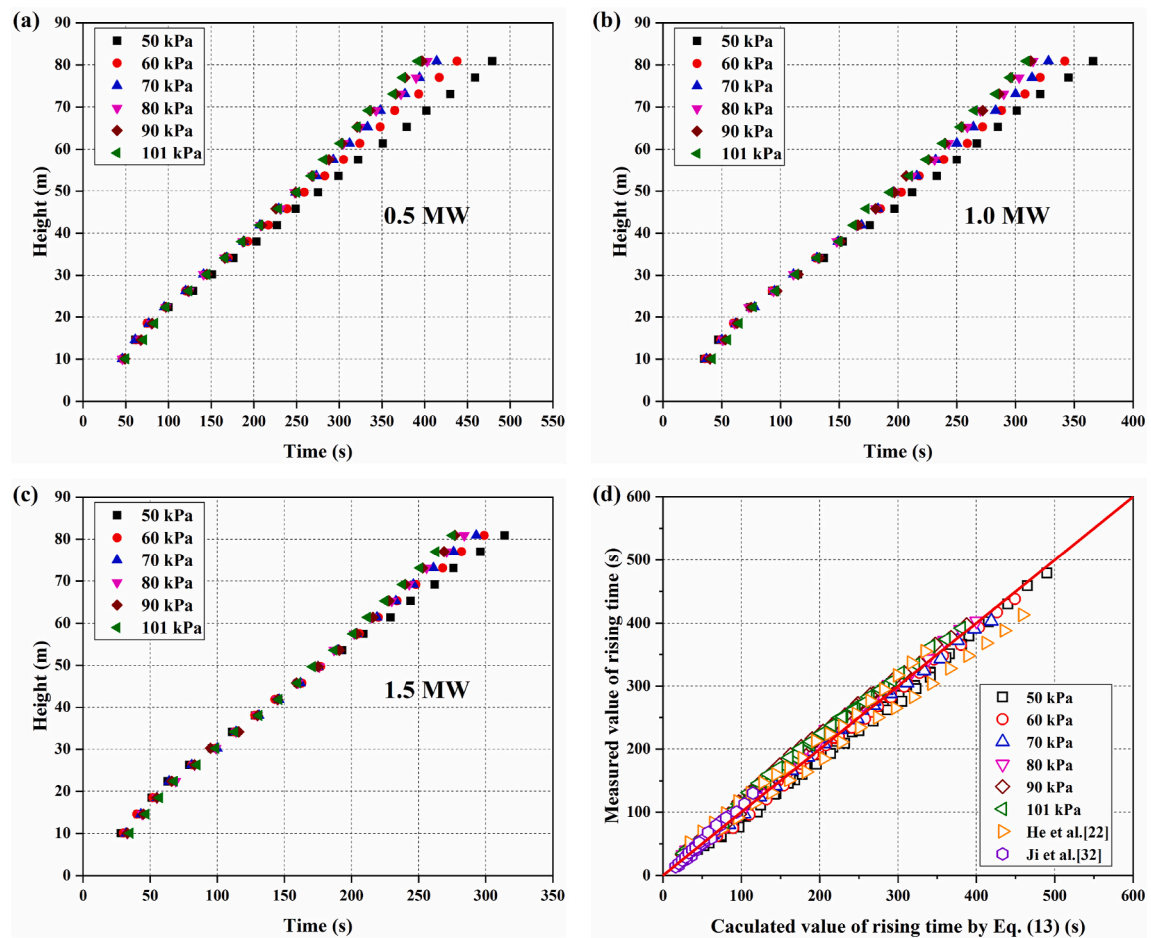 (a)
90
80
70
60
50
40
30
20
10
0
Height (m)
50 kPa
60 kPa
70 kPa
80 kPa
90 kPa
101 kPa
0.5 MW
0 50 100 150 200 250 300 350 400 450 500 550
Time (s)
(b)
90
80
70
60
50
40
30
20
10
0
Height (m)
50 kPa
60 kPa
70 kPa
80 kPa
90 kPa
101 kPa
1.0 MW
0 50 100 150 200 250 300 350 400
Time (s)
(c)
90
80
70
60
50
40
30
20
10
0
Height (m)
50 kPa
60 kPa
70 kPa
80 kPa
90 kPa
101 kPa
1.5 MW
0 50 100 150 200 250 300 350
Time (s)
(d)
600
500
400
300
200
100
0
Measured value of rising time (s)
50 kPa
60 kPa
70 kPa
80 kPa
90 kPa
101 kPa
He et al.[22]
Ji et al.[32]
0 100 200 300 400 500 600
Caculated value of rising time by Eq. (13) (s)